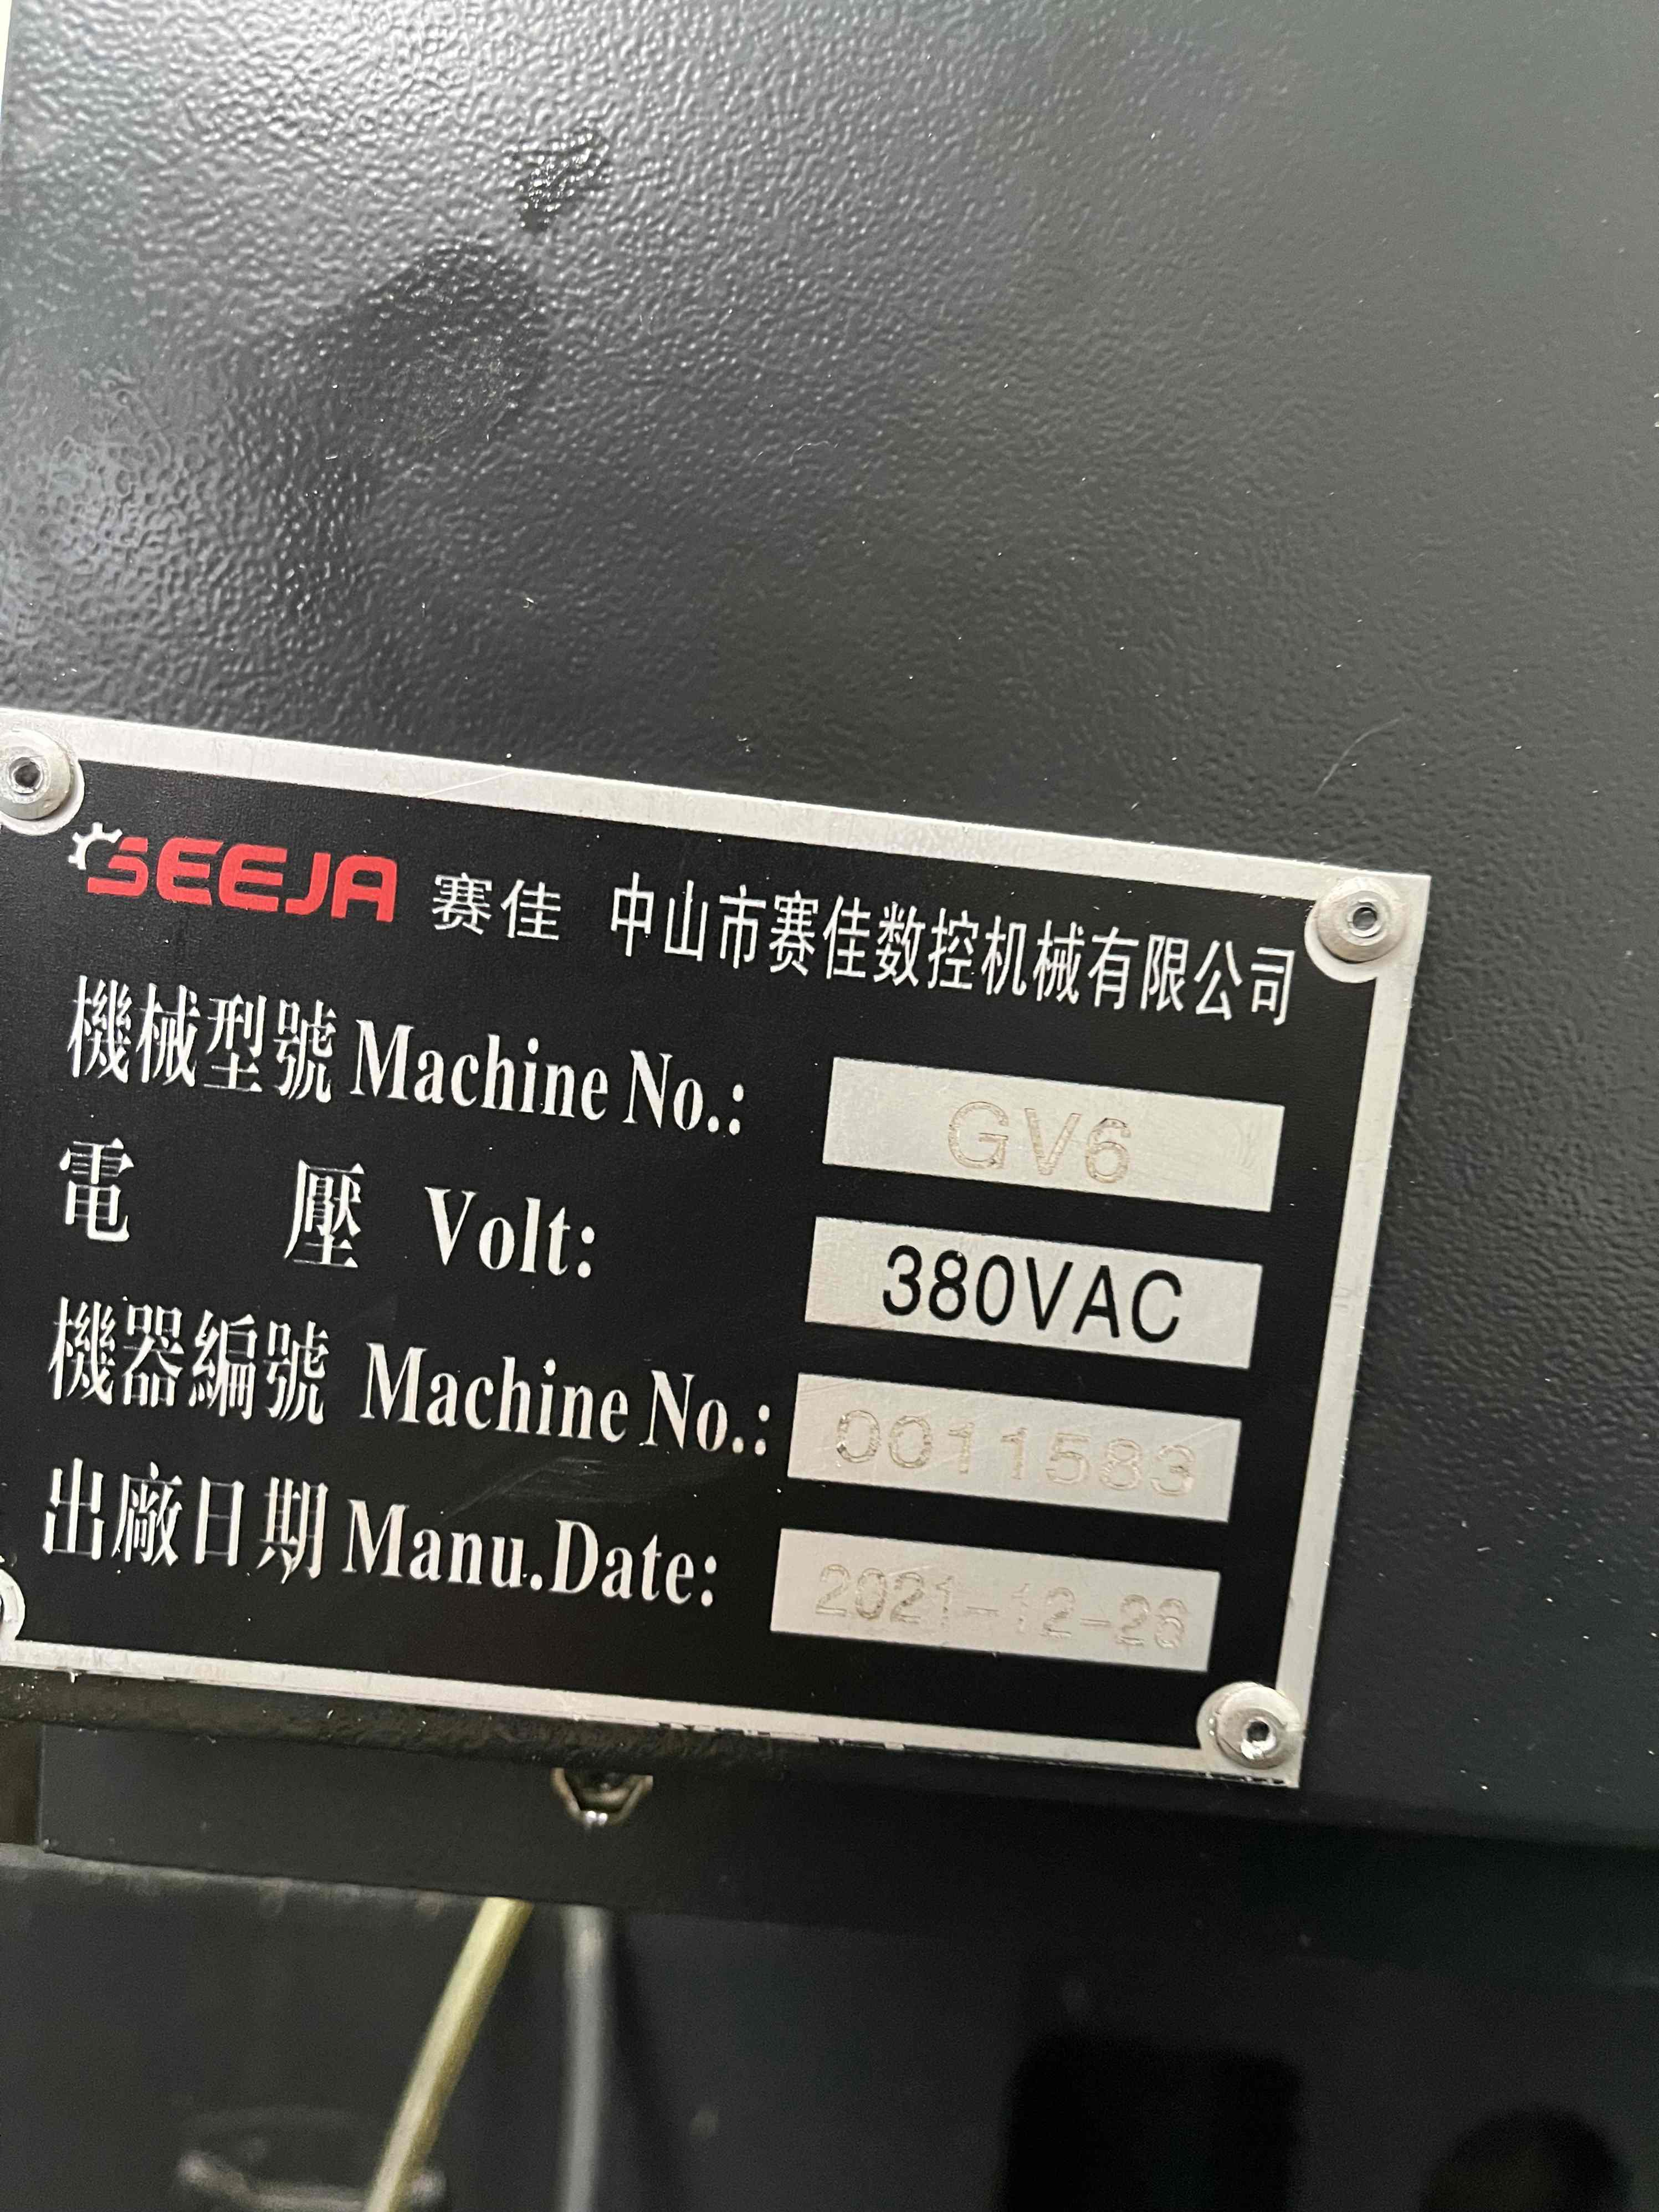 SEEJA 赛佳 中山市赛佳数控机械有限公司
機械型號 Machine No.: GV6
電 壓 Volt: 380VAC
機器編號 Machine No.: 0011583
出廠日期 Manu.Date: 2021-12-26